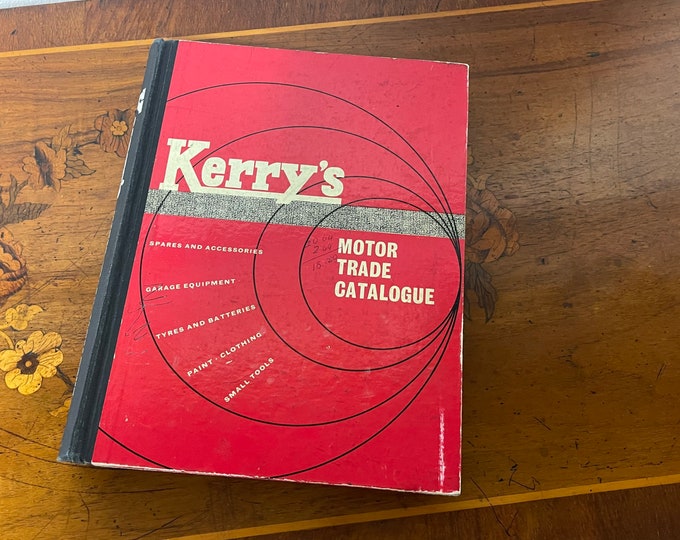 Kerry's
MOTOR
TRADE
CATALOGUE
SPARES AND ACCESSORIES
GARAGE EQUIPMENT
TYRES AND BATTERIES
PAINT · CLOTHING
SMALL TOOLS